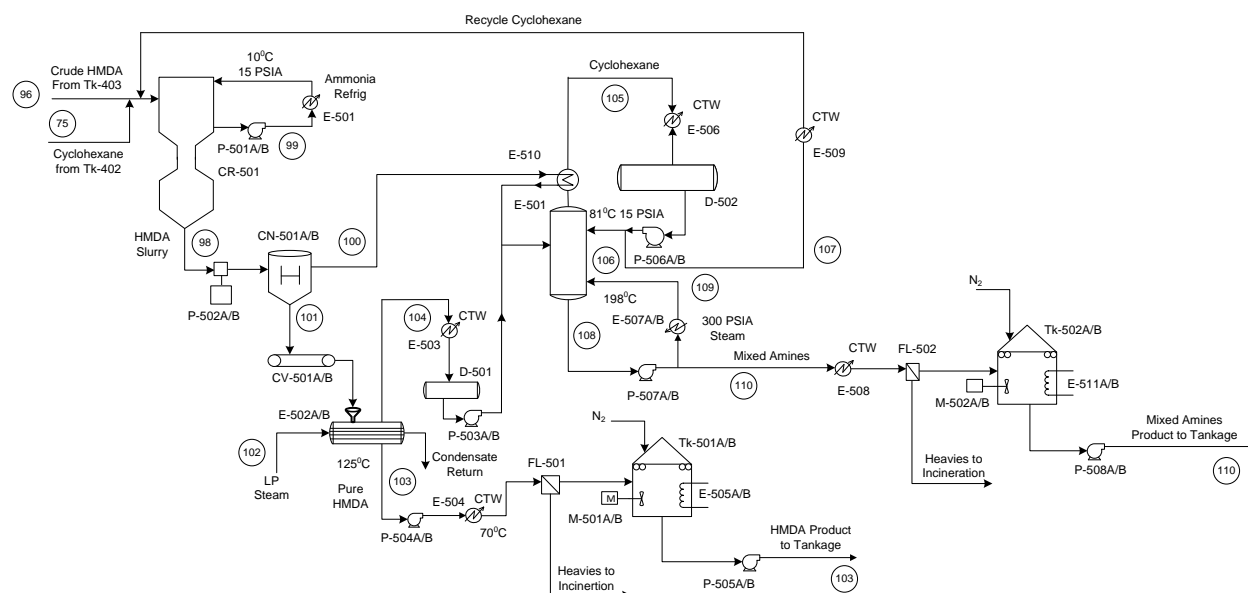 Recycle Cyclohexane
10⁰C
15 PSIA
Crude HMDA
From Tk-403
96
75
Cyclohexane
from Tk-402
Ammonia
Refrig
E-501
P-501A/B
99
CR-501
Cyclohexane
105
CTW
E-506
CTW
E-509
E-510
D-502
E-501
81⁰C 15 PSIA
P-506A/B
106
107
109
HMDA
Slurry
98
CN-501A/B
100
P-502A/B
101
CV-501A/B
104
CTW
E-503
D-501
P-503A/B
198⁰C
E-507A/B
300 PSIA
Steam
108
P-507A/B
Mixed Amines
110
CTW
E-508
FL-502
N₂
Tk-502A/B
M-502A/B
E-511A/B
Mixed Amines
Product to Tankage
P-508A/B
110
Heavies to
Incineration
E-502A/B
102
LP
Steam
125⁰C
Pure
HMDA
103
Condensate
Return
P-504A/B
E-504
CTW
70⁰C
FL-501
N₂
Tk-501A/B
M
M-501A/B
E-505A/B
HMDA Product
to Tankage
P-505A/B
103
Heavies to
Incinertion